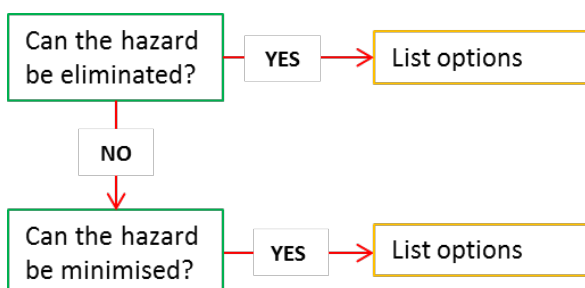 Can the hazard
be eliminated?
YES
List options
NO
Can the hazard
be minimised?
YES
List options